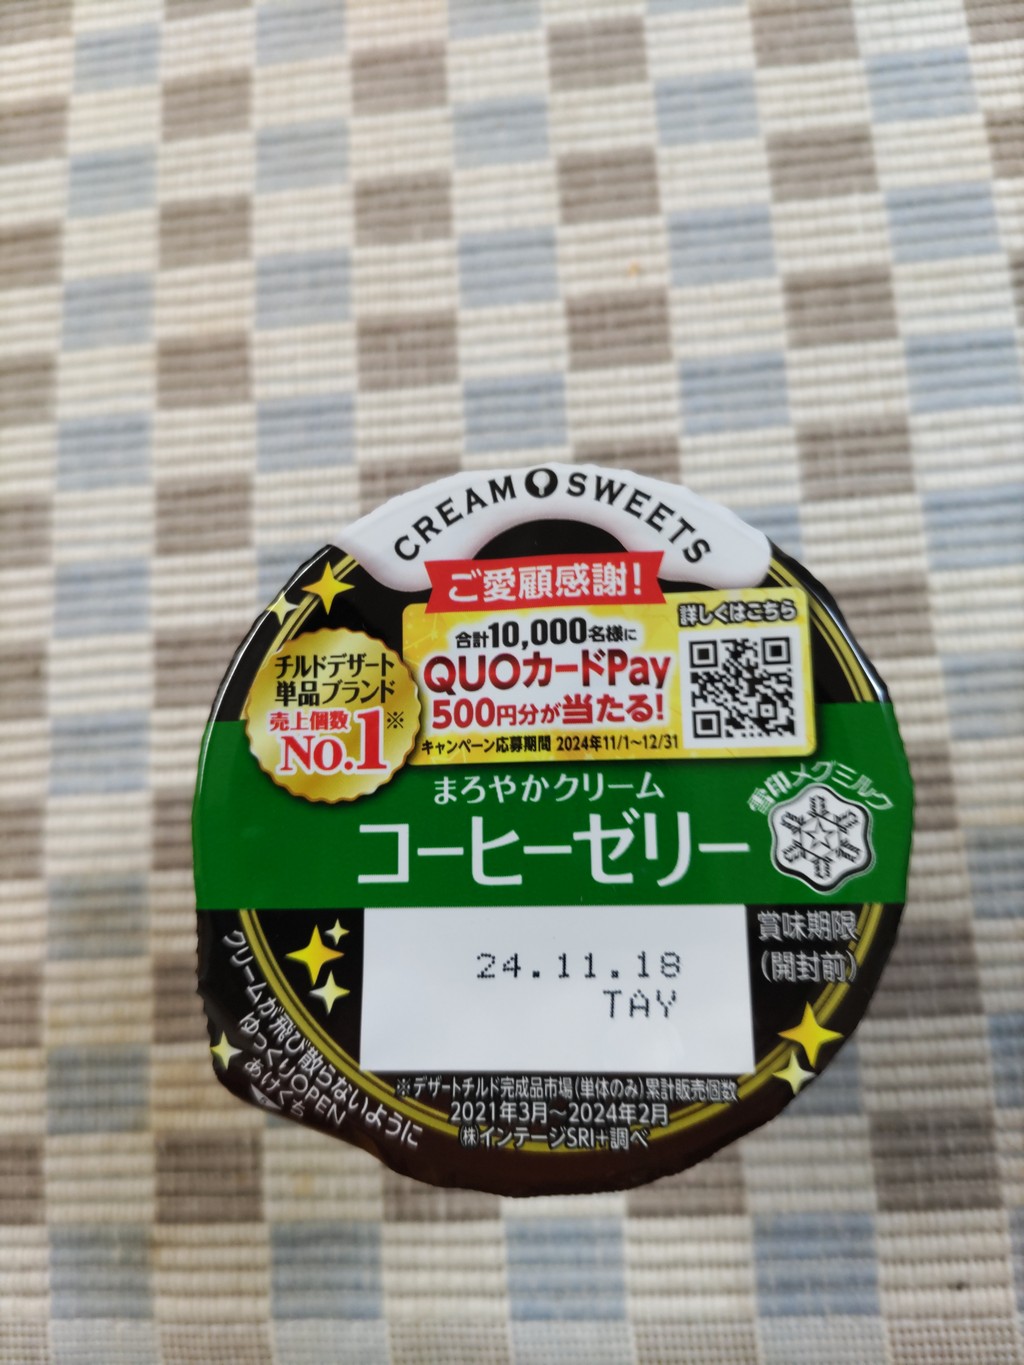 CREAM SWEETS
ご愛顧感謝!
合計10,000名様に
QUOカードPay
500円分が当たる!
キャンペーン応募期間 2024年11/1〜12/31
詳しくはこちら
チルドデザート
単品ブランド
売上個数※
No.1
まろやかクリーム
コーヒーゼリー
雪印メグミルク
24.11.18
TAY
賞味期限
(開封前)
クリームが飛び散らないように
ゆっくりOPEN
あけくち
※デザートチルド完成品市場(単体のみ)累計販売個数
2021年3月〜2024年2月
㈱インテージSRI+調べ